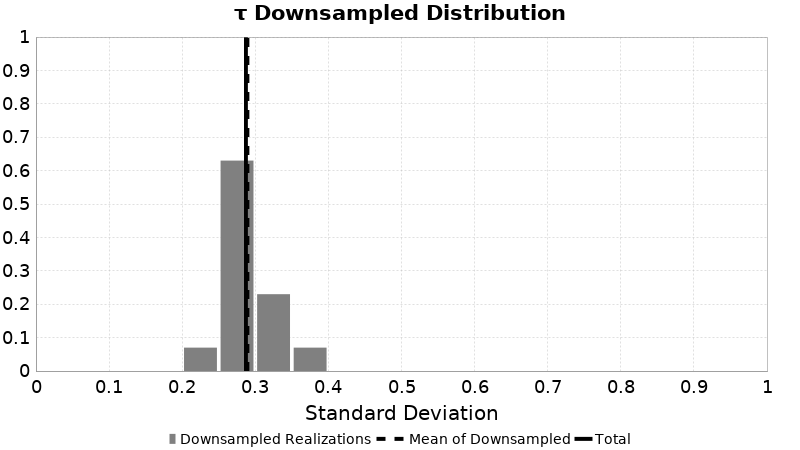 τ Downsampled Distribution
1
0.9
0.8
0.7
0.6
0.5
0.4
0.3
0.2
0.1
0
0 0.1 0.2 0.3 0.4 0.5 0.6 0.7 0.8 0.9 1
Standard Deviation
Downsampled Realizations Mean of Downsampled Total